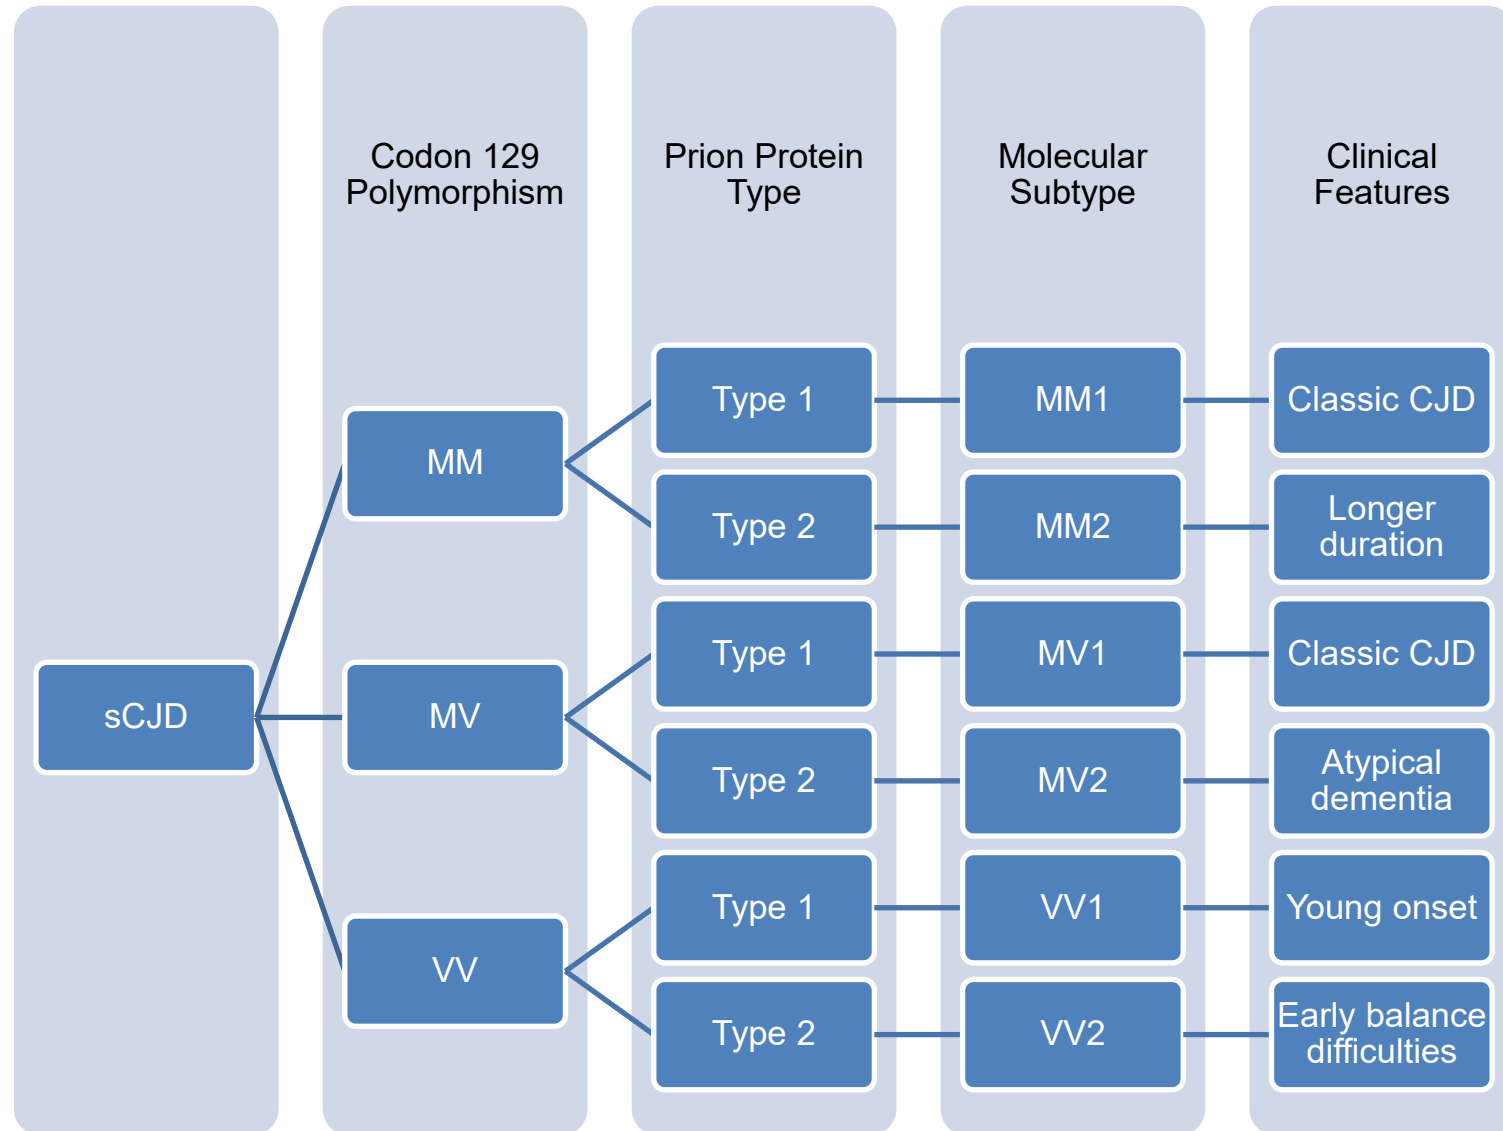 Codon 129
Polymorphism
Prion Protein
Type
Molecular
Subtype
Clinical
Features
sCJD
MM
MV
VV
Type 1
Type 2
Type 1
Type 2
Type 1
Type 2
MM1
MM2
MV1
MV2
VV1
VV2
Classic CJD
Longer
duration
Classic CJD
Atypical
dementia
Young onset
Early balance
difficulties